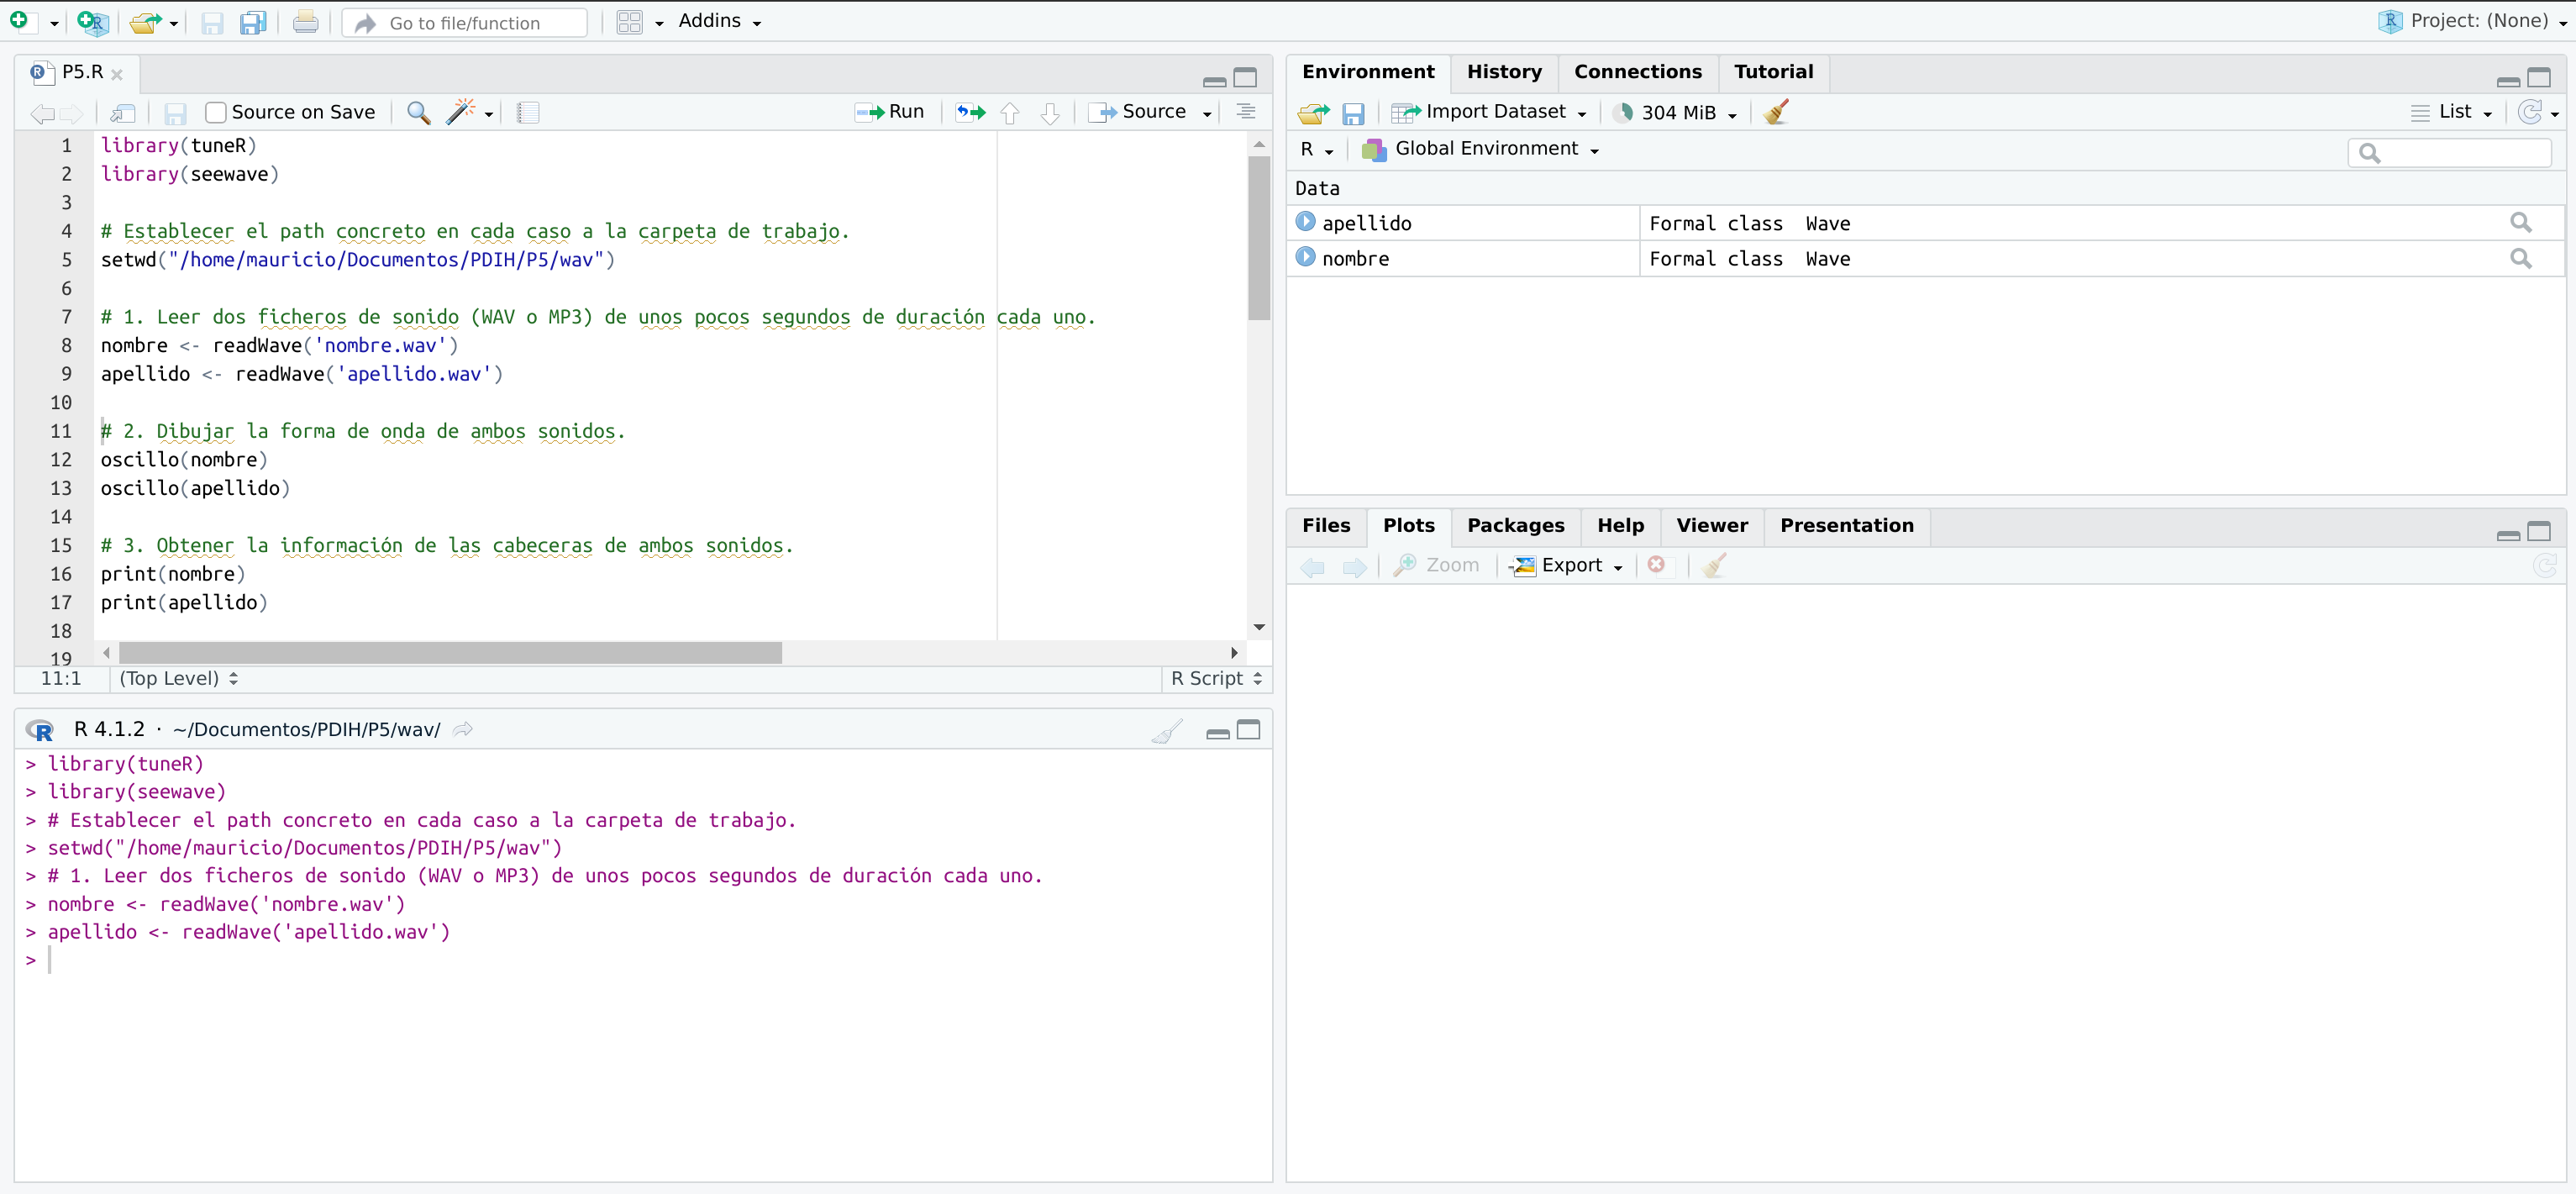 Go to file/function Addins Project: (None)
P5.R
Source on Save Run Source
1 library(tuneR)
2 library(seewave)
3
4 # Establecer el path concreto en cada caso a la carpeta de trabajo.
5 setwd("/home/mauricio/Documentos/PDIH/P5/wav")
6
7 # 1. Leer dos ficheros de sonido (WAV o MP3) de unos pocos segundos de duración cada uno.
8 nombre <- readWave('nombre.wav')
9 apellido <- readWave('apellido.wav')
10
11 # 2. Dibujar la forma de onda de ambos sonidos.
12 oscillo(nombre)
13 oscillo(apellido)
14
15 # 3. Obtener la información de las cabeceras de ambos sonidos.
16 print(nombre)
17 print(apellido)
18
19
11:1 (Top Level) R Script
R 4.1.2 · ~/Documentos/PDIH/P5/wav/
> library(tuneR)
> library(seewave)
> # Establecer el path concreto en cada caso a la carpeta de trabajo.
> setwd("/home/mauricio/Documentos/PDIH/P5/wav")
> # 1. Leer dos ficheros de sonido (WAV o MP3) de unos pocos segundos de duración cada uno.
> nombre <- readWave('nombre.wav')
> apellido <- readWave('apellido.wav')
>
Environment History Connections Tutorial
Import Dataset 304 MiB List
R Global Environment
Data
apellido Formal class Wave
nombre Formal class Wave
Files Plots Packages Help Viewer Presentation
Zoom Export